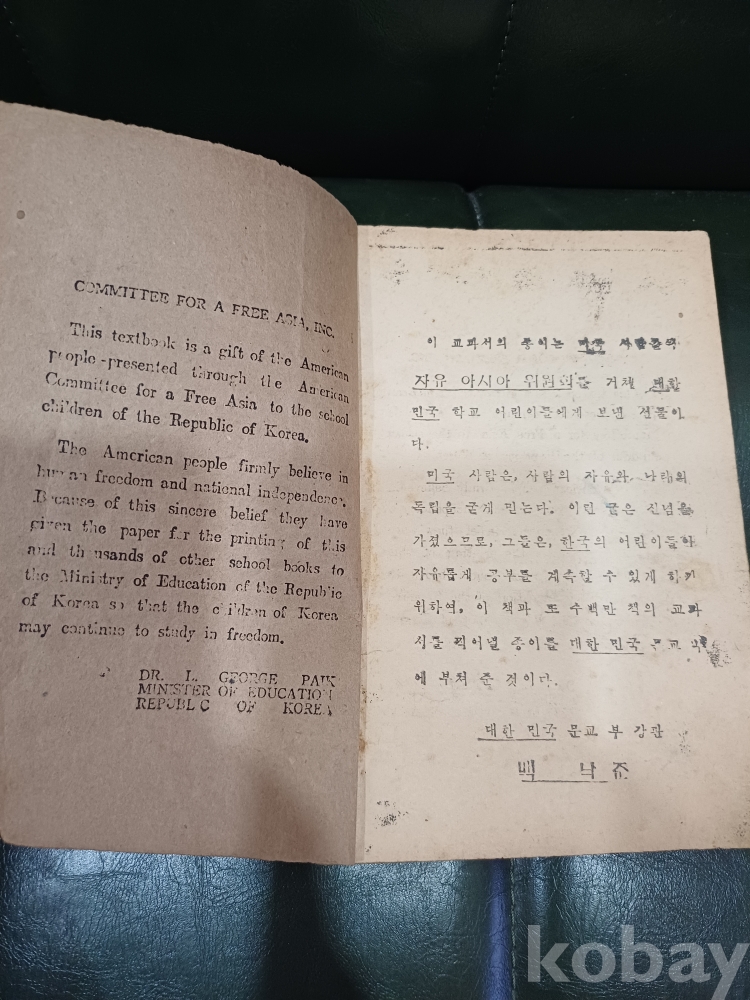 COMMITTEE FOR A FREE ASIA, INC.
This textbook is a gift of the American
people-presented through the American
Committee for a Free Asia to the school
children of the Republic of Korea.
The American people firmly believe in
human freedom and national independence.
Because of this sincere belief they have
given the paper for the printing of this
and thousands of other school books to
the Ministry of Education of the Republic
of Korea so that the children of Korea
may continue to study in freedom.
DR. L. GEORGE PAIK
MINISTER OF EDUCATION
REPUBLIC OF KOREA
이 교과서의 종이는 미국 사람들이
자유 아시아 위원회를 거쳐 대한
민국 학교 어린이들에게 보낸 선물이
다.
미국 사람은, 사람의 자유와 나라의
독립을 굳게 믿는다. 이런 굳은 신념을
가졌으므로, 그들은, 한국의 어린이들이
자유롭게 공부를 계속할 수 있게 하기
위하여, 이 책과 또 수백만 책의 교과
서를 찍어낼 종이를 대한 민국 문교부
에 부쳐 준 것이다.
대한 민국 문교부 장관
백 낙 준
kobay